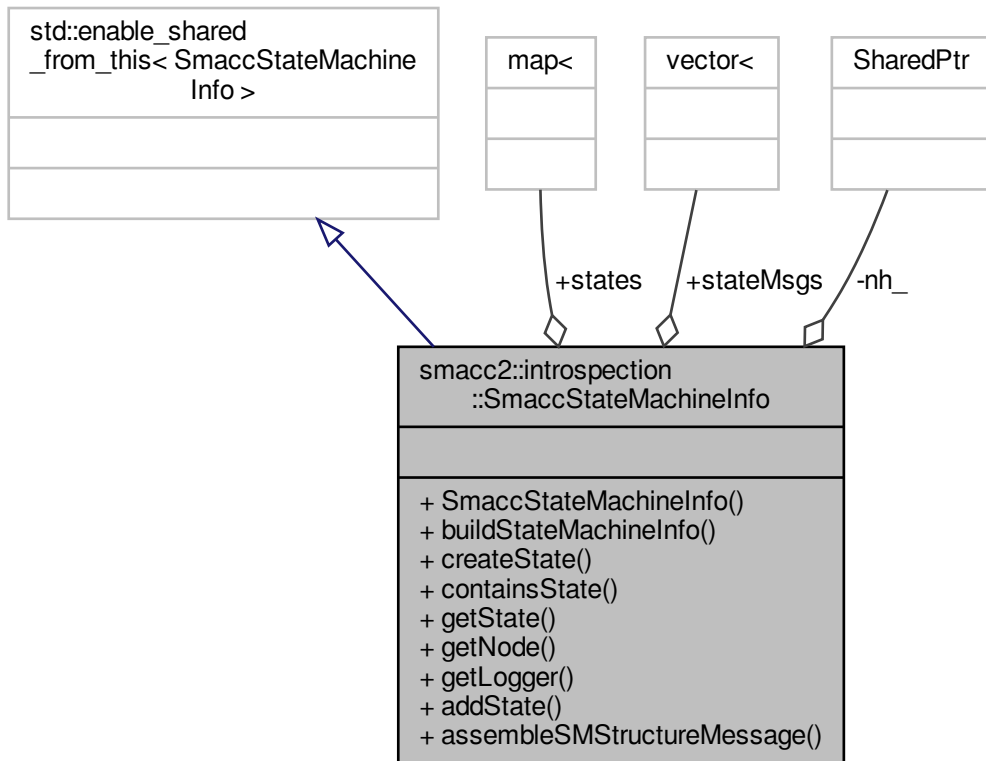 std::enable_shared
_from_this< SmaccStateMachine
Info >
map<
vector<
SharedPtr
+states
+stateMsgs
-nh_
smacc2::introspection
::SmaccStateMachineInfo
+ SmaccStateMachineInfo()
+ buildStateMachineInfo()
+ createState()
+ containsState()
+ getState()
+ getNode()
+ getLogger()
+ addState()
+ assembleSMStructureMessage()